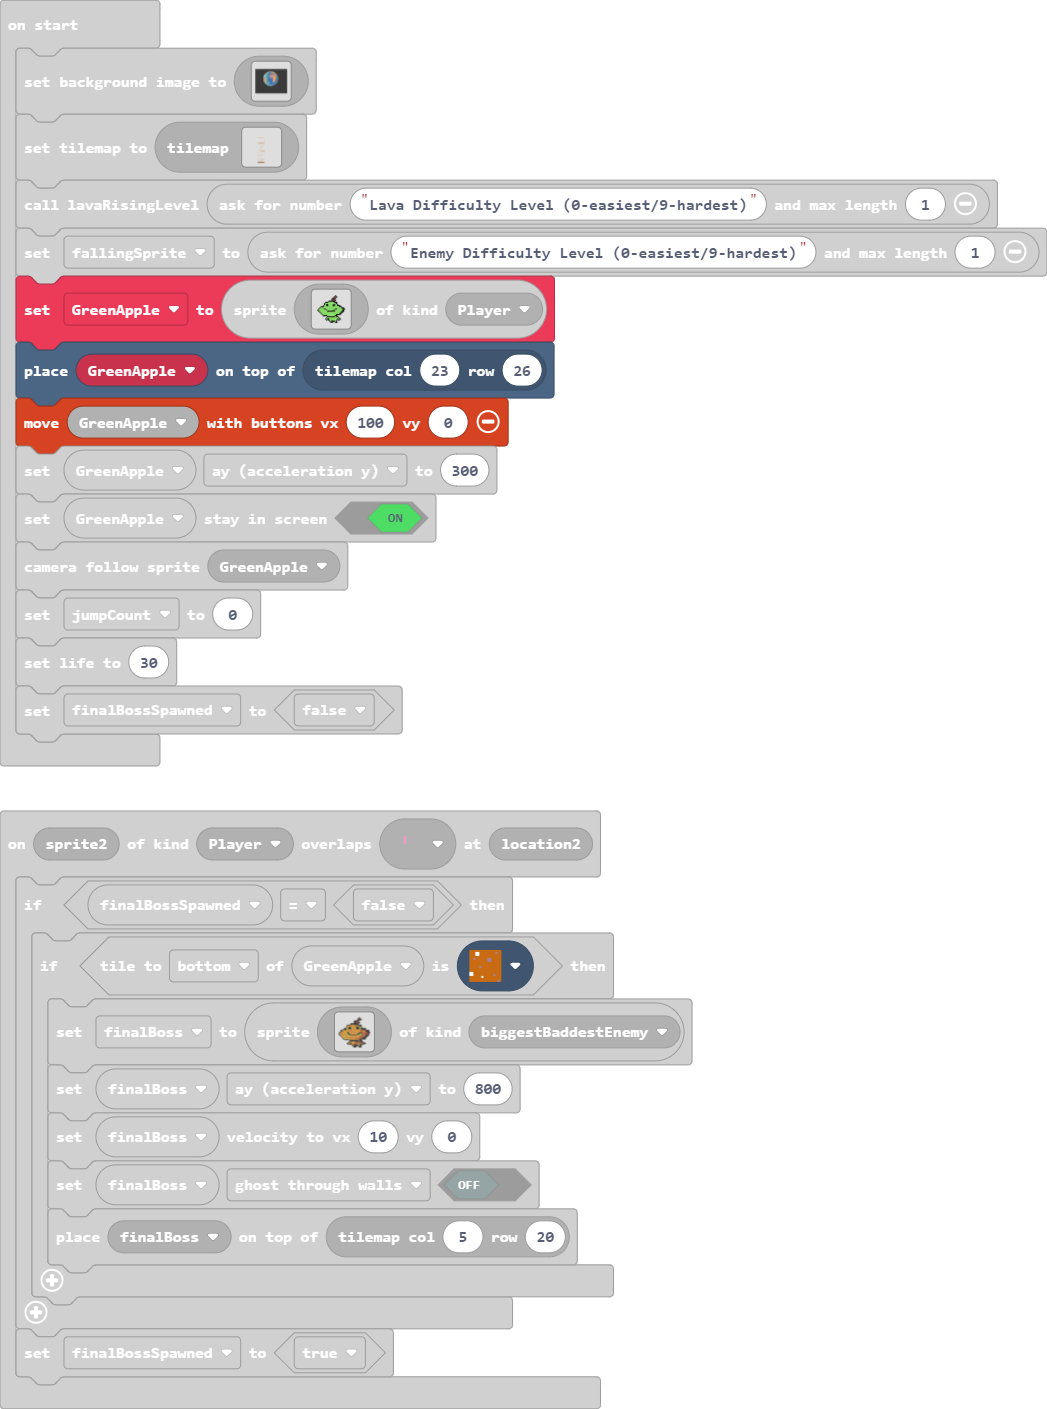 on start
set background image to
set tilemap to tilemap
call lavaRisingLevel ask for number "Lava Difficulty Level (0-easiest/9-hardest)" and max length 1
set fallingSprite to ask for number "Enemy Difficulty Level (0-easiest/9-hardest)" and max length 1
set GreenApple to sprite of kind Player
place GreenApple on top of tilemap col 23 row 26
move GreenApple with buttons vx 100 vy 0
set GreenApple ay (acceleration y) to 300
set GreenApple stay in screen ON
camera follow sprite GreenApple
set jumpCount to 0
set life to 30
set finalBossSpawned to false
on sprite2 of kind Player overlaps at location2
if finalBossSpawned = false then
if tile to bottom of GreenApple is then
set finalBoss to sprite of kind biggestBaddestEnemy
set finalBoss ay (acceleration y) to 800
set finalBoss velocity to vx 10 vy 0
set finalBoss ghost through walls OFF
place finalBoss on top of tilemap col 5 row 20
set finalBossSpawned to true